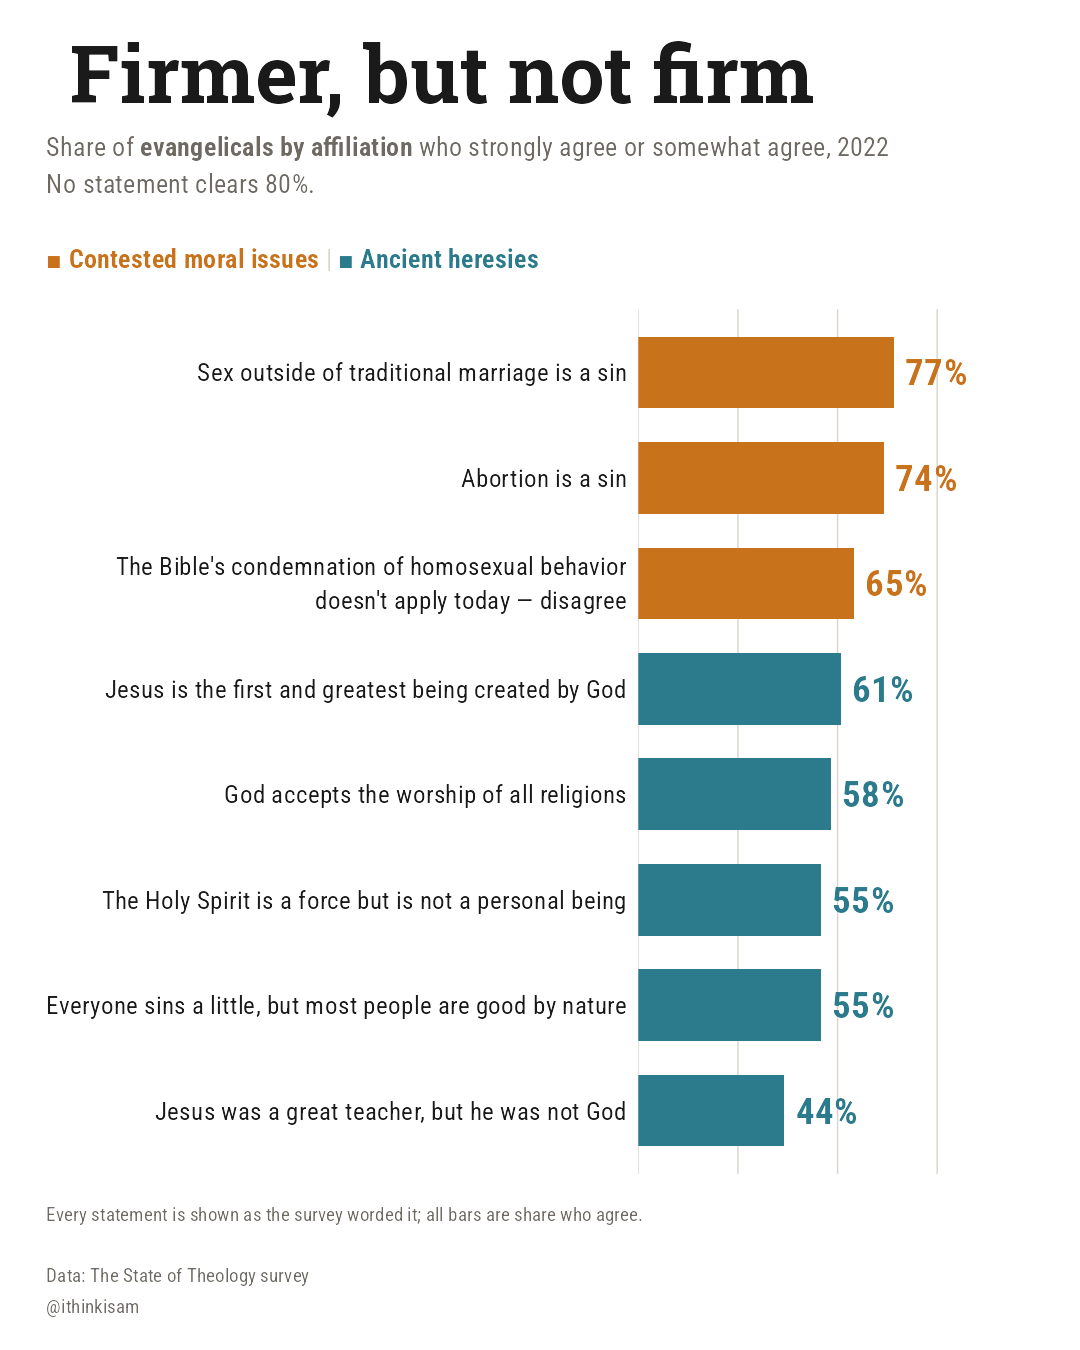 Firmer, but not firm
Share of evangelicals by affiliation who strongly agree or somewhat agree, 2022
No statement clears 80%.
■ Contested moral issues | ■ Ancient heresies
Sex outside of traditional marriage is a sin 77%
Abortion is a sin 74%
The Bible's condemnation of homosexual behavior
doesn't apply today — disagree 65%
Jesus is the first and greatest being created by God 61%
God accepts the worship of all religions 58%
The Holy Spirit is a force but is not a personal being 55%
Everyone sins a little, but most people are good by nature 55%
Jesus was a great teacher, but he was not God 44%
Every statement is shown as the survey worded it; all bars are share who agree.
Data: The State of Theology survey
@ithinkisam